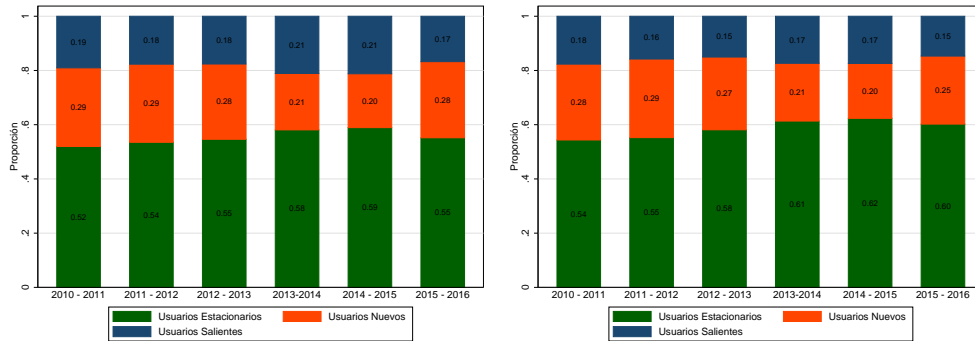 1
0.19 0.18 0.18 0.21 0.21 0.17
.8
0.29 0.29 0.28 0.21 0.20 0.28
.6
Proporción
.4
0.52 0.54 0.55 0.58 0.59 0.55
.2
0
2010 - 2011 2011 - 2012 2012 - 2013 2013-2014 2014 - 2015 2015 - 2016
Usuarios Estacionarios Usuarios Nuevos
Usuarios Salientes
1
0.18 0.16 0.15 0.17 0.17 0.15
.8
0.28 0.29 0.27 0.21 0.20 0.25
.6
Proporción
.4
0.54 0.55 0.58 0.61 0.62 0.60
.2
0
2010 - 2011 2011 - 2012 2012 - 2013 2013-2014 2014 - 2015 2015 - 2016
Usuarios Estacionarios Usuarios Nuevos
Usuarios Salientes